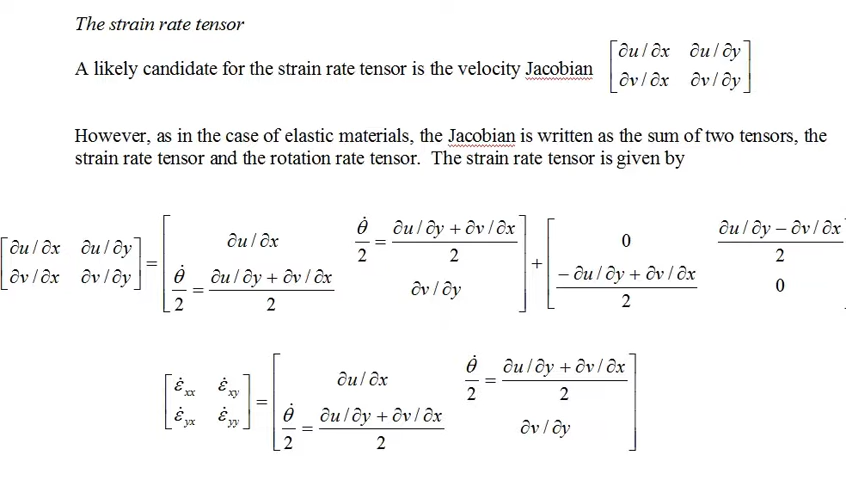 The strain rate tensor
A likely candidate for the strain rate tensor is the velocity Jacobian [∂u/∂x ∂u/∂y
∂v/∂x ∂v/∂y]
However, as in the case of elastic materials, the Jacobian is written as the sum of two tensors, the
strain rate tensor and the rotation rate tensor. The strain rate tensor is given by
[∂u/∂x ∂u/∂y; ∂v/∂x ∂v/∂y] = [∂u/∂x θ̇/2 = (∂u/∂y + ∂v/∂x)/2; θ̇/2 = (∂u/∂y + ∂v/∂x)/2 ∂v/∂y] + [0 (∂u/∂y − ∂v/∂x)/2; (−∂u/∂y + ∂v/∂x)/2 0
[ε̇xx ε̇xy; ε̇yx ε̇yy] = [∂u/∂x θ̇/2 = (∂u/∂y + ∂v/∂x)/2; θ̇/2 = (∂u/∂y + ∂v/∂x)/2 ∂v/∂y]